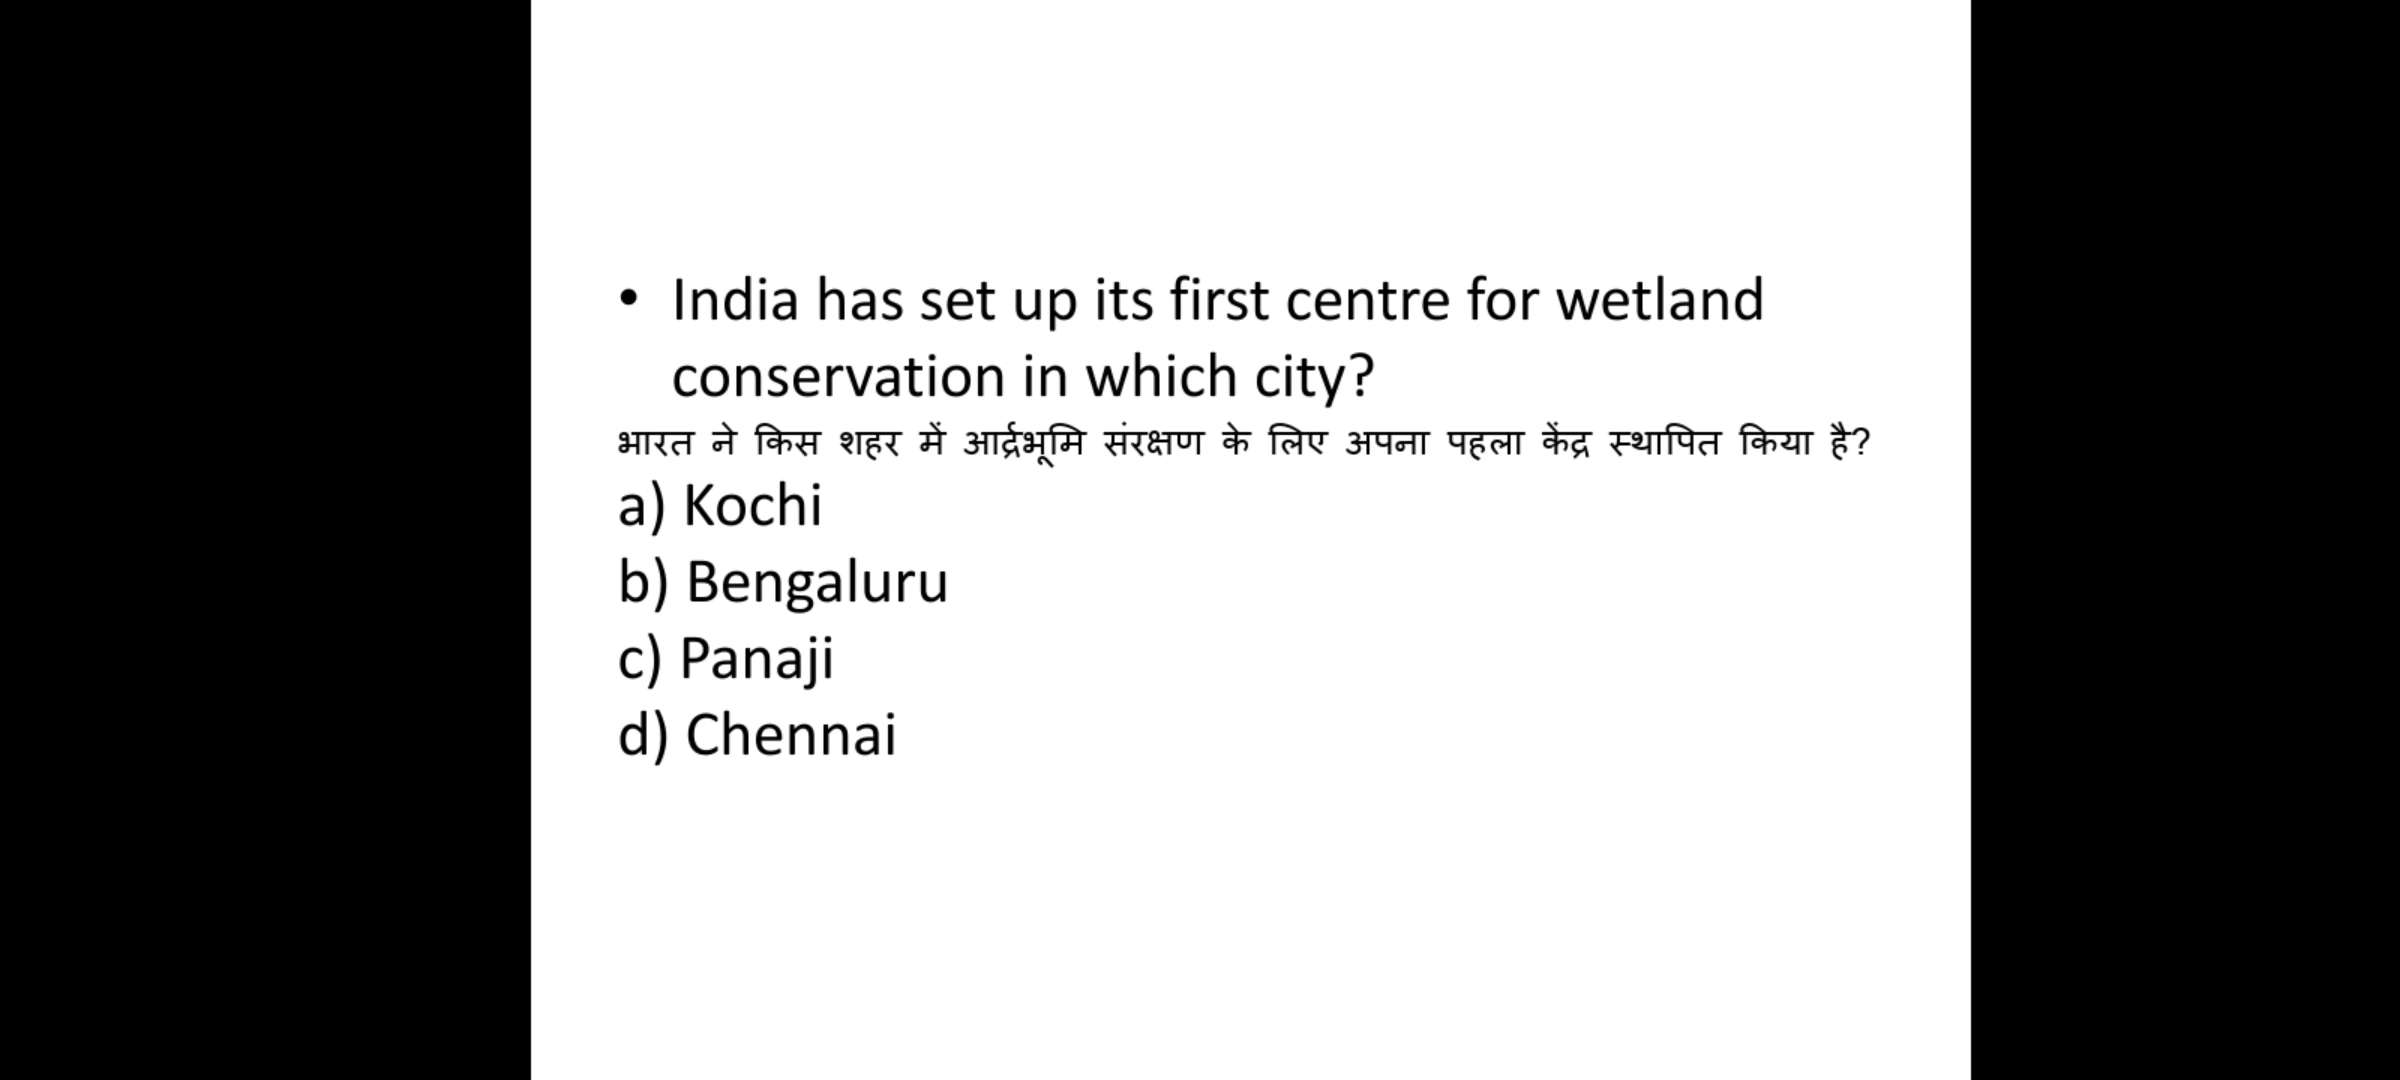 • India has set up its first centre for wetland
conservation in which city?
भारत ने किस शहर में आर्द्रभूमि संरक्षण के लिए अपना पहला केंद्र स्थापित किया है?
a) Kochi
b) Bengaluru
c) Panaji
d) Chennai